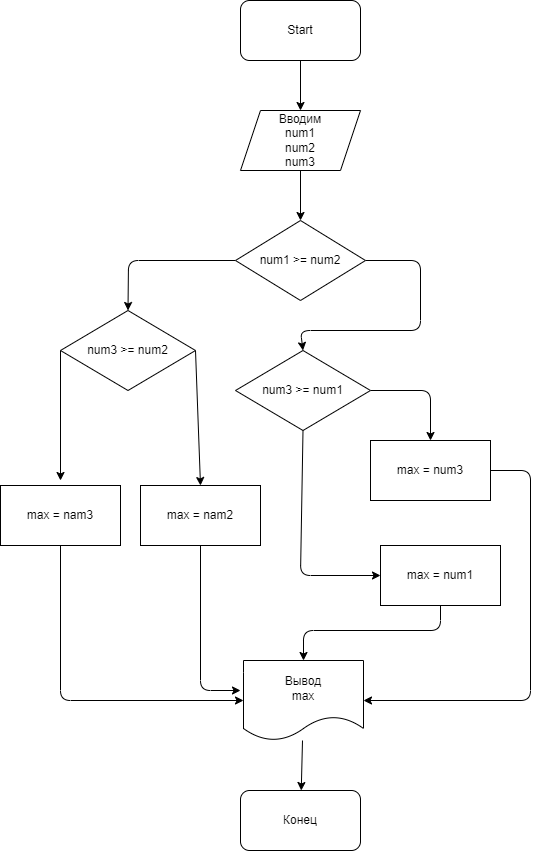 Start
Вводим
num1
num2
num3
num1 >= num2
num3 >= num2
num3 >= num1
max = num3
max = nam3
max = nam2
max = num1
Вывод
max
Конец